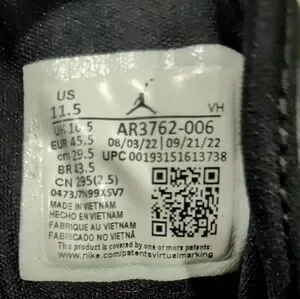 US
11.5 VH
UK 10.5 AR3762-006
EUR 45.5 08/03/22 | 09/21/22
cm 29.5 UPC 00193151613738
BR 43.5
CN 295(2.5)
04737N99XSV7
MADE IN VIETNAM
HECHO EN VIETNAM
FABRIQUE AU VIETNAM
FABRICADO NO VIETNÃ
This product is covered by one or more patents:
www.nike.com/patentsvirtualmarking